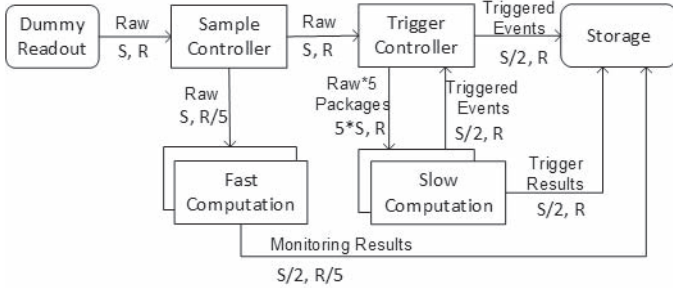 Dummy
Readout
Raw
S, R
Sample
Controller
Raw
S, R
Trigger
Controller
Triggered
Events
S/2, R
Storage
Raw
S, R/5
Raw*5
Packages
5*S, R
Triggered
Events
S/2, R
Fast
Computation
Slow
Computation
Trigger
Results
S/2, R
Monitoring Results
S/2, R/5